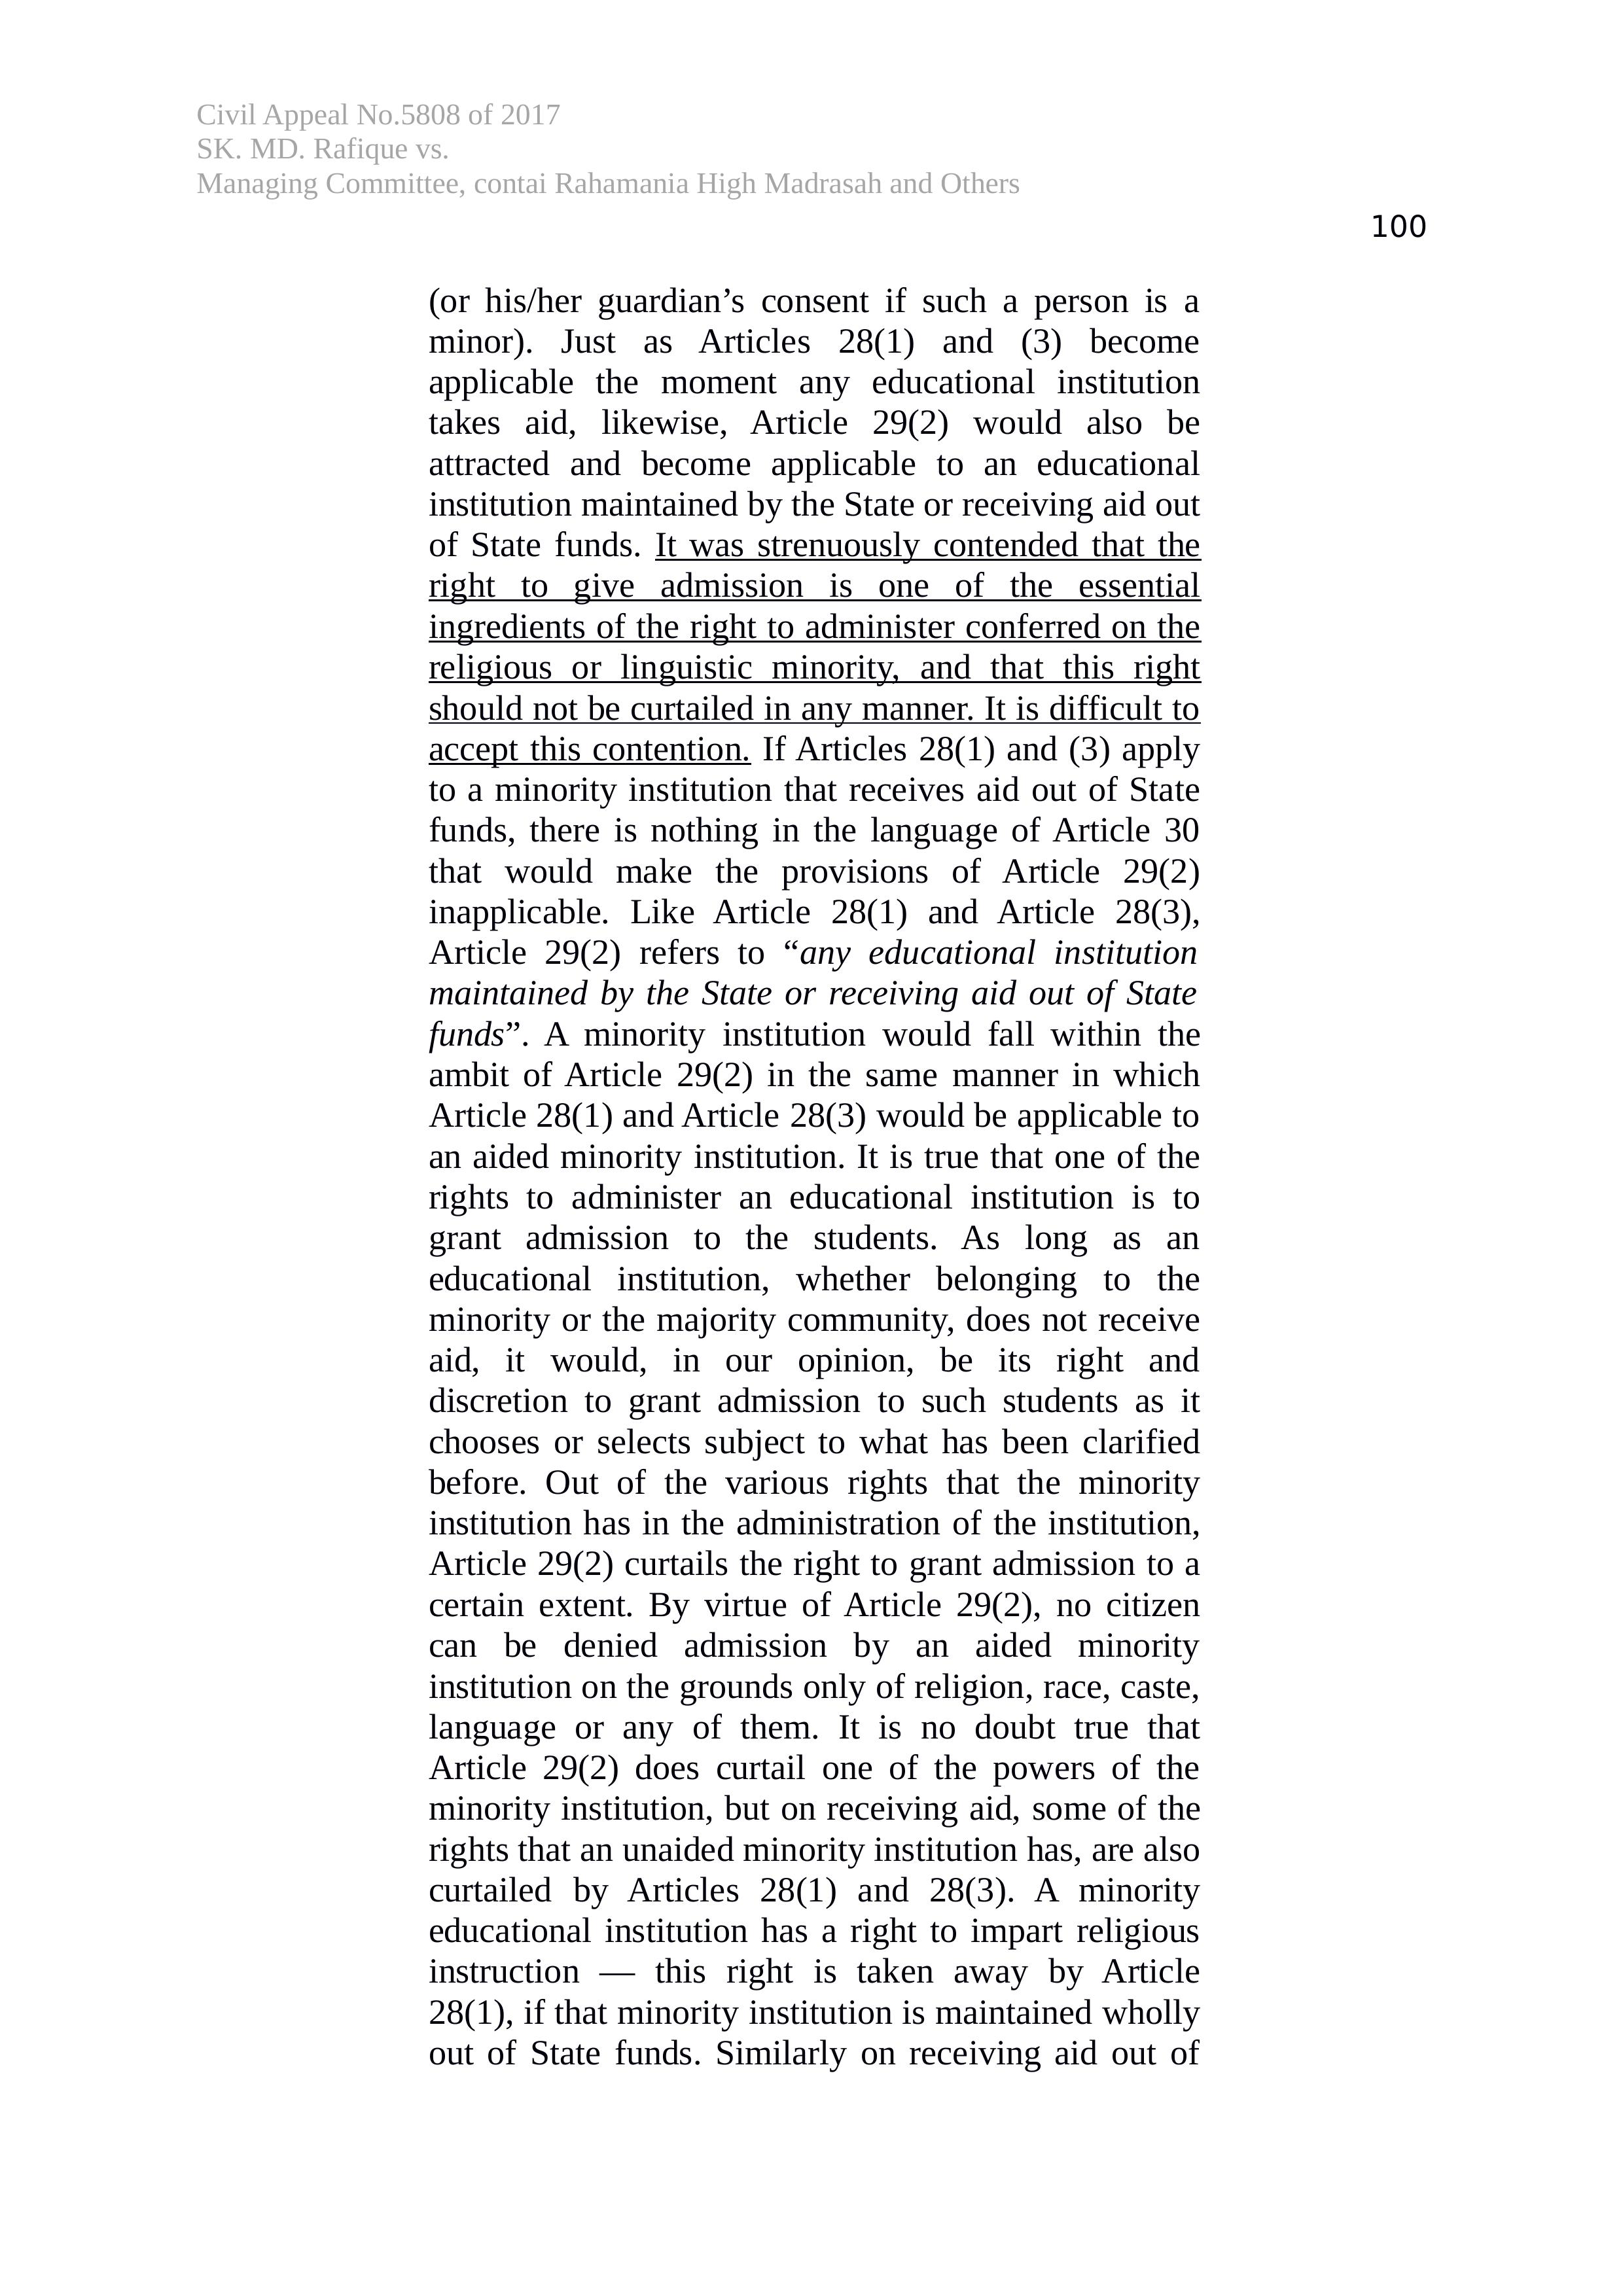 Civil Appeal No.5808 of 2017
SK. MD. Rafique vs.
Managing Committee, contai Rahamania High Madrasah and Others
100
(or his/her guardian’s consent if such a person is a
minor). Just as Articles 28(1) and (3) become
applicable the moment any educational institution
takes aid, likewise, Article 29(2) would also be
attracted and become applicable to an educational
institution maintained by the State or receiving aid out
of State funds. It was strenuously contended that the
right to give admission is one of the essential
ingredients of the right to administer conferred on the
religious or linguistic minority, and that this right
should not be curtailed in any manner. It is difficult to
accept this contention. If Articles 28(1) and (3) apply
to a minority institution that receives aid out of State
funds, there is nothing in the language of Article 30
that would make the provisions of Article 29(2)
inapplicable. Like Article 28(1) and Article 28(3),
Article 29(2) refers to “any educational institution
maintained by the State or receiving aid out of State
funds”. A minority institution would fall within the
ambit of Article 29(2) in the same manner in which
Article 28(1) and Article 28(3) would be applicable to
an aided minority institution. It is true that one of the
rights to administer an educational institution is to
grant admission to the students. As long as an
educational institution, whether belonging to the
minority or the majority community, does not receive
aid, it would, in our opinion, be its right and
discretion to grant admission to such students as it
chooses or selects subject to what has been clarified
before. Out of the various rights that the minority
institution has in the administration of the institution,
Article 29(2) curtails the right to grant admission to a
certain extent. By virtue of Article 29(2), no citizen
can be denied admission by an aided minority
institution on the grounds only of religion, race, caste,
language or any of them. It is no doubt true that
Article 29(2) does curtail one of the powers of the
minority institution, but on receiving aid, some of the
rights that an unaided minority institution has, are also
curtailed by Articles 28(1) and 28(3). A minority
educational institution has a right to impart religious
instruction — this right is taken away by Article
28(1), if that minority institution is maintained wholly
out of State funds. Similarly on receiving aid out of